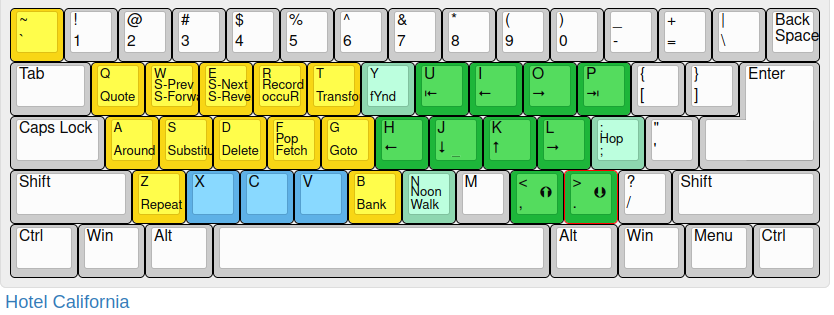 ~ ! @ # $ % ^ & * ( ) _ + | Back
` 1 2 3 4 5 6 7 8 9 0 - = \ Space
Tab Q W E R T Y U I O P { } Enter
S-Prev S-Next Record
Quote S-Forwa S-Reve occuR Transfo fYnd ⇤ ← → ⇥ [ ]
Caps Lock A S D F G H J K L : "
Pop Hop
Around Substitu Delete Fetch Goto ← ↓ _ ↑ → ; '
Shift Z X C V B N M < > ? Shift
Noon
Repeat Bank Walk , . /
Ctrl Win Alt Alt Win Menu Ctrl
Hotel California